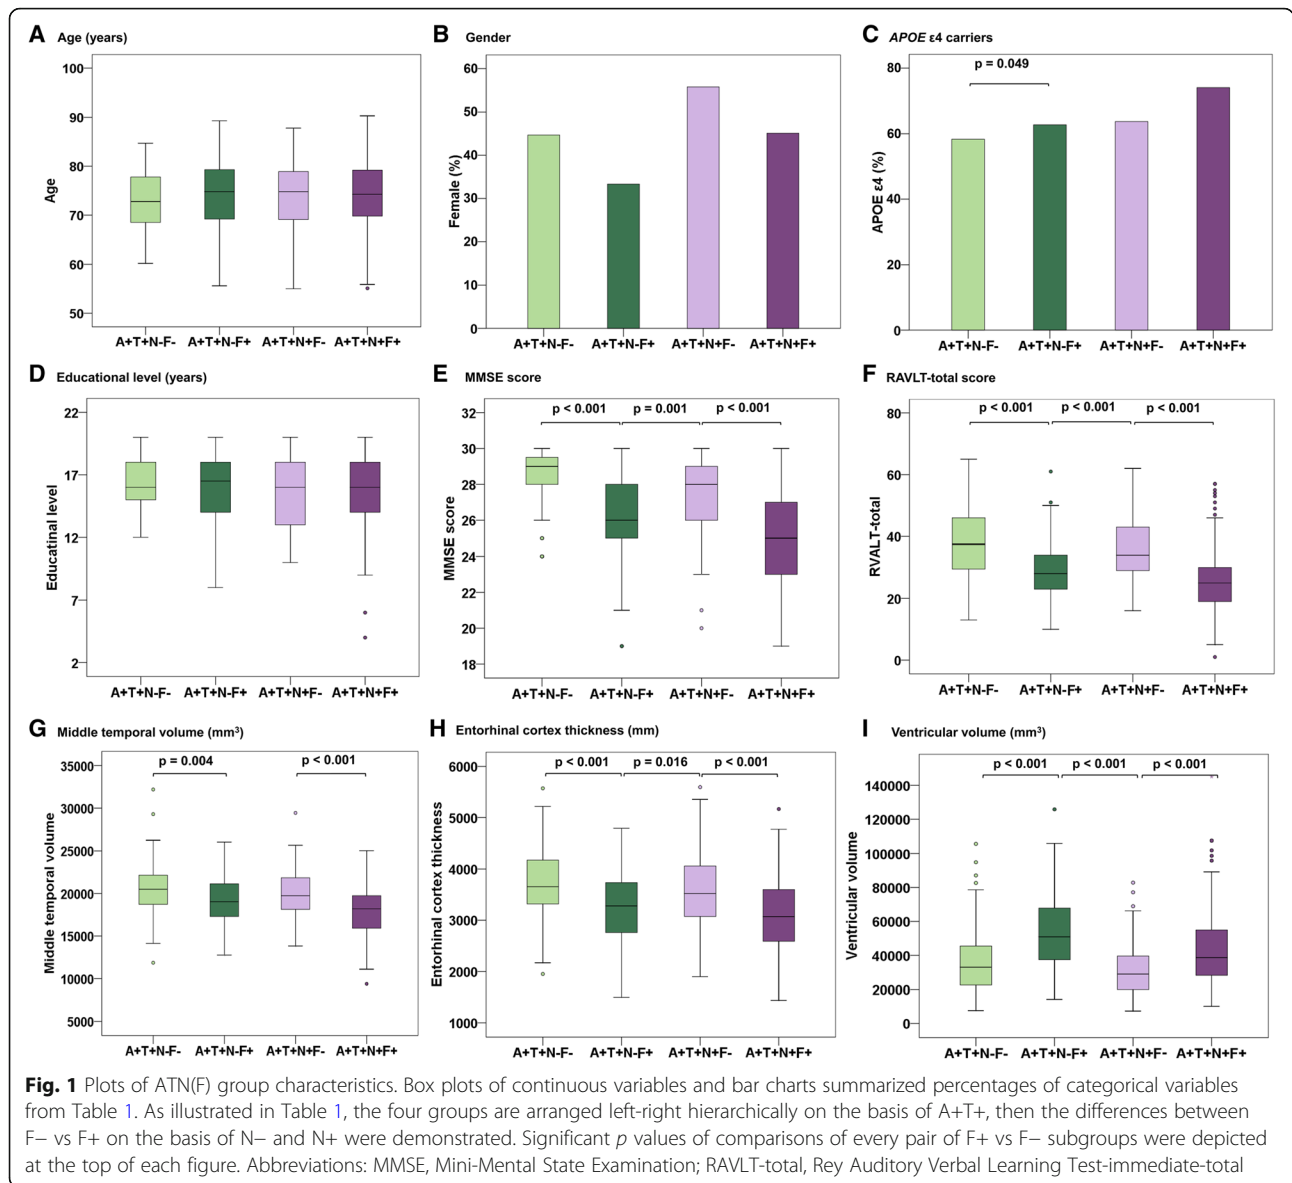 A Age (years)
100
90
80
70
60
50
Age
A+T+N-F- A+T+N-F+ A+T+N+F- A+T+N+F+
B Gender
60
50
40
30
20
10
0
Female (%)
A+T+N-F- A+T+N-F+ A+T+N+F- A+T+N+F+
C APOE ε4 carriers
p = 0.049
80
60
40
20
0
APOE ε4 (%)
A+T+N-F- A+T+N-F+ A+T+N+F- A+T+N+F+
D Educational level (years)
22
17
12
7
2
Educatinal level
A+T+N-F- A+T+N-F+ A+T+N+F- A+T+N+F+
E MMSE score
p < 0.001 p = 0.001 p < 0.001
32
30
28
26
24
22
20
18
MMSE score
A+T+N-F- A+T+N-F+ A+T+N+F- A+T+N+F+
F RAVLT-total score
p < 0.001 p < 0.001 p < 0.001
80
60
40
20
0
RVALT-total
A+T+N-F- A+T+N-F+ A+T+N+F- A+T+N+F+
G Middle temporal volume (mm³)
p = 0.004 p < 0.001
35000
30000
25000
20000
15000
10000
5000
Middle temporal volume
A+T+N-F- A+T+N-F+ A+T+N+F- A+T+N+F+
H Entorhinal cortex thickness (mm)
p < 0.001 p = 0.016 p < 0.001
6000
5000
4000
3000
2000
1000
Entorhinal cortex thickness
A+T+N-F- A+T+N-F+ A+T+N+F- A+T+N+F+
I Ventricular volume (mm³)
p < 0.001 p < 0.001 p < 0.001
140000
120000
100000
80000
60000
40000
20000
0
Ventricular volume
A+T+N-F- A+T+N-F+ A+T+N+F- A+T+N+F+
Fig. 1 Plots of ATN(F) group characteristics. Box plots of continuous variables and bar charts summarized percentages of categorical variables
from Table 1. As illustrated in Table 1, the four groups are arranged left-right hierarchically on the basis of A+T+, then the differences between
F− vs F+ on the basis of N− and N+ were demonstrated. Significant p values of comparisons of every pair of F+ vs F− subgroups were depicted
at the top of each figure. Abbreviations: MMSE, Mini-Mental State Examination; RAVLT-total, Rey Auditory Verbal Learning Test-immediate-total